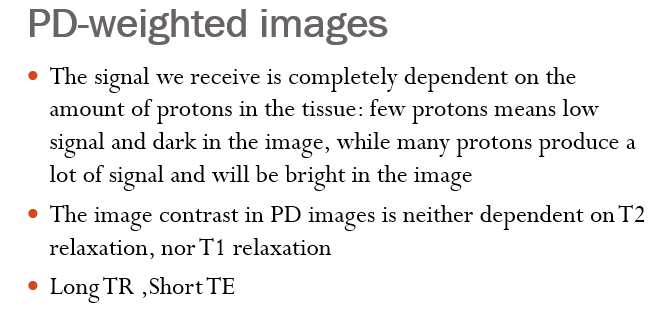 PD-weighted images
• The signal we receive is completely dependent on the
amount of protons in the tissue: few protons means low
signal and dark in the image, while many protons produce a
lot of signal and will be bright in the image
• The image contrast in PD images is neither dependent on T2
relaxation, nor T1 relaxation
• Long TR ,Short TE